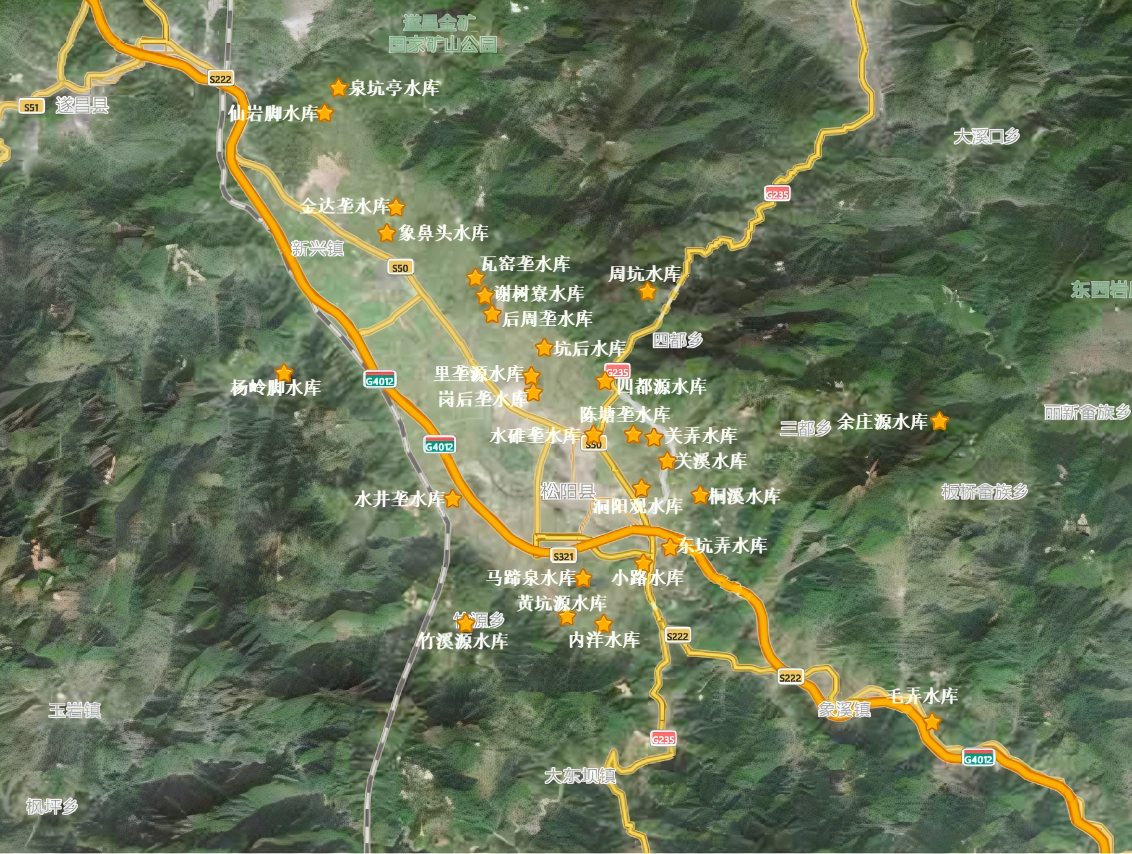 遂昌金矿
国家矿山公园
S222
泉坑亭水库
S51
遂昌县
仙岩脚水库
大溪口乡
G235
金达垄水库
象鼻头水库
新兴镇
S50
瓦窑垄水库
周坑水库
谢树寮水库
东西岩
后周垄水库
四都乡
坑后水库
里垄源水库
G235
杨岭脚水库
G4012
四都源水库
岗后垄水库
陈塘垄水库
丽新畲族乡
余庄源水库
三都乡
水碓垄水库
S50
关弄水库
G4012
关溪水库
松阳县
板桥畲族乡
水井垄水库
桐溪水库
洞阳观水库
东坑弄水库
S321
马蹄泉水库
小路水库
黄坑源水库
竹源乡
竹溪源水库
内洋水库
S222
S222
毛弄水库
玉岩镇
象溪镇
G235
G4012
大东坝镇
枫坪乡